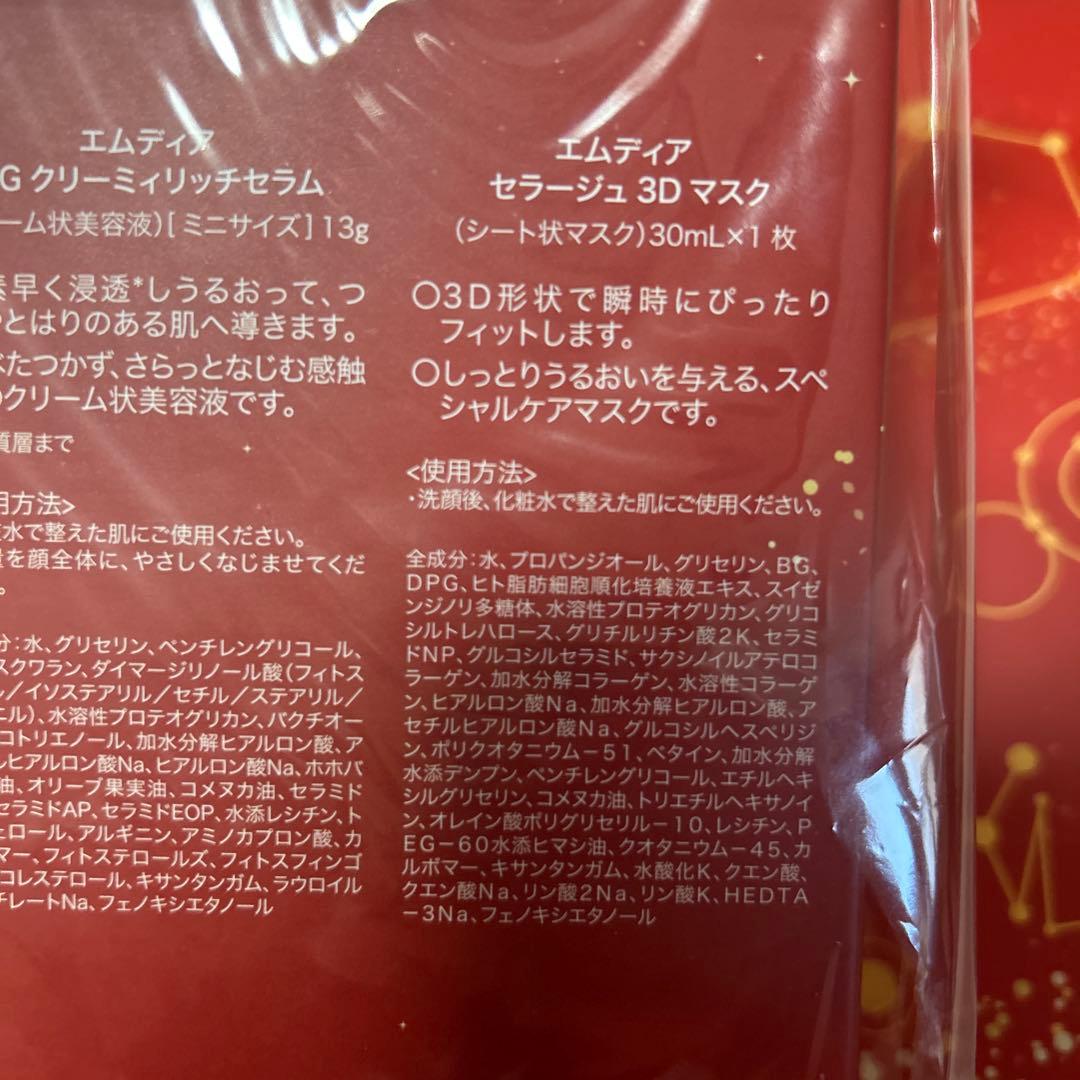 エムディア
G クリーミィリッチセラム
ーム状美容液)[ミニサイズ]13g
早く浸透*しうるおって、つ
とはりのある肌へ導きます。
たつかず、さらっとなじむ感触
クリーム状美容液です。
質層まで
用方法>
水で整えた肌にご使用ください。
を顔全体に、やさしくなじませてくだ
。
分:水、グリセリン、ペンチレングリコール、
スクワラン、ダイマージリノール酸(フィトス
ル/イソステアリル/セチル/ステアリル/
ニル)、水溶性プロテオグリカン、バクチオー
コトリエノール、加水分解ヒアルロン酸、ア
ルヒアルロン酸Na、ヒアルロン酸Na、ホホバ
油、オリーブ果実油、コメヌカ油、セラミド
セラミドAP、セラミドEOP、水添レシチン、ト
ェロール、アルギニン、アミノカプロン酸、カ
マー、フィトステロールズ、フィトスフィンゴ
コレステロール、キサンタンガム、ラウロイル
チレートNa、フェノキシエタノール
エムディア
セラージュ 3D マスク
(シート状マスク)30mL×1 枚
○3D形状で瞬時にぴったり
フィットします。
○しっとりうるおいを与える、スペ
シャルケアマスクです。
<使用方法>
・洗顔後、化粧水で整えた肌にご使用ください。
全成分:水、プロパンジオール、グリセリン、BG、
DPG、ヒト脂肪細胞順化培養液エキス、スイゼ
ンジノリ多糖体、水溶性プロテオグリカン、グリコ
シルトレハロース、グリチルリチン酸2K、セラミ
ドNP、グルコシルセラミド、サクシノイルアテロコ
ラーゲン、加水分解コラーゲン、水溶性コラーゲ
ン、ヒアルロン酸Na、加水分解ヒアルロン酸、ア
セチルヒアルロン酸Na、グルコシルヘスペリジ
ン、ポリクオタニウム-51、ベタイン、加水分解
水添デンプン、ペンチレングリコール、エチルヘキ
シルグリセリン、コメヌカ油、トリエチルヘキサノイ
ン、オレイン酸ポリグリセリル-10、レシチン、P
EG-60水添ヒマシ油、クオタニウム-45、カ
ルボマー、キサンタンガム、水酸化K、クエン酸、
クエン酸Na、リン酸2Na、リン酸K、HEDTA
-3Na、フェノキシエタノール